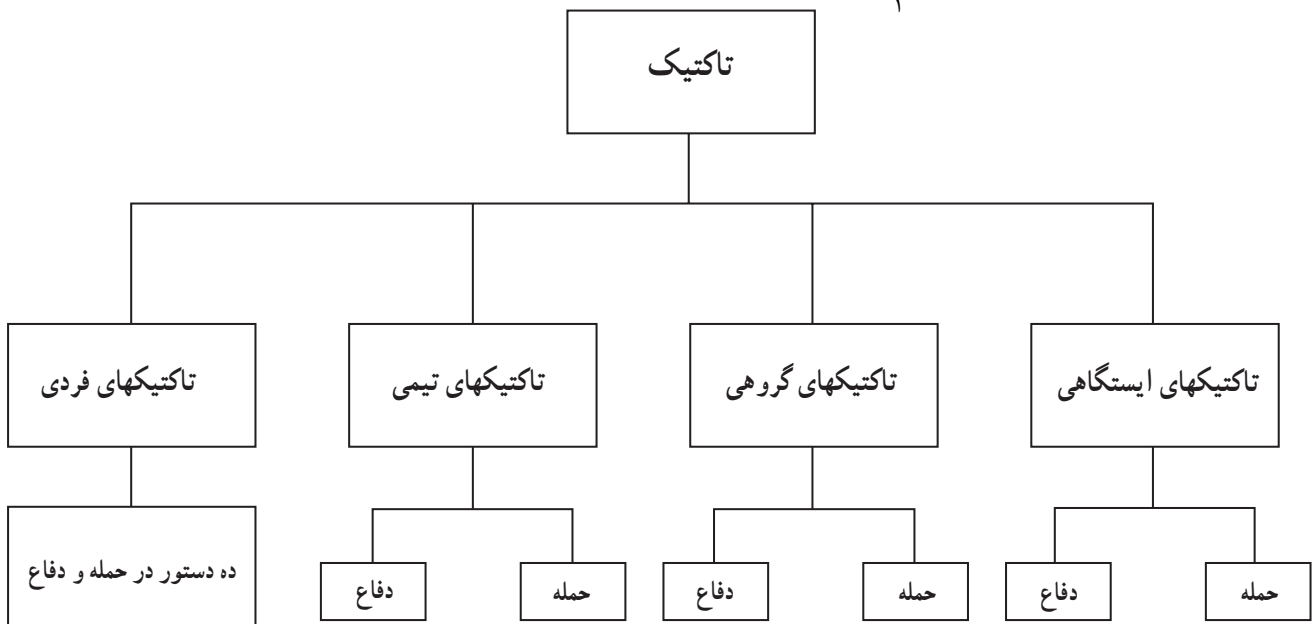 ۱
تاکتیک
تاکتیکهای ایستگاهی
تاکتیکهای گروهی
تاکتیکهای تیمی
تاکتیکهای فردی
حمله
دفاع
حمله
دفاع
حمله
دفاع
ده دستور در حمله و دفاع